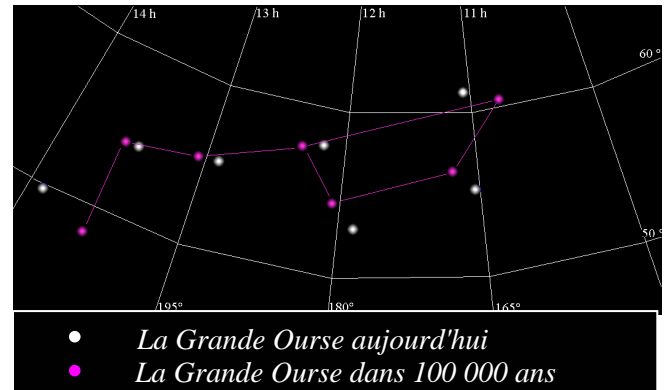 14 h 13 h 12 h 11 h
60 °
50 °
195° 180° 165°
La Grande Ourse aujourd'hui
La Grande Ourse dans 100 000 ans